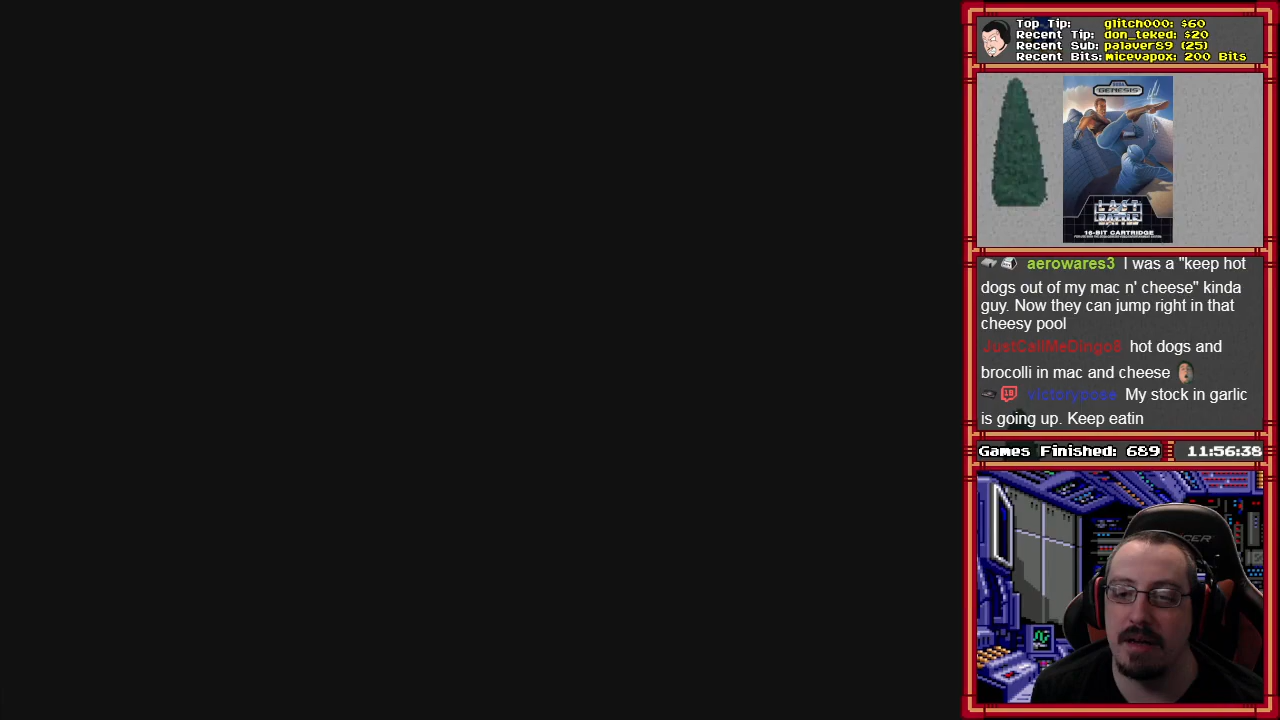 Top Tip: glitch000: $60
Recent Tip: don_teked: $20
Recent Sub: palaver89 (25)
Recent Bits: micevapox: 200 Bits
GENESIS
LAST
BATTLE
16-BIT CARTRIDGE
aerowares3 I was a "keep hot
dogs out of my mac n' cheese" kinda
guy. Now they can jump right in that
cheesy pool
JustCallMeDingo8 hot dogs and
brocolli in mac and cheese
My stock in garlic
is going up. Keep eatin
Games Finished: 689 11:56:38